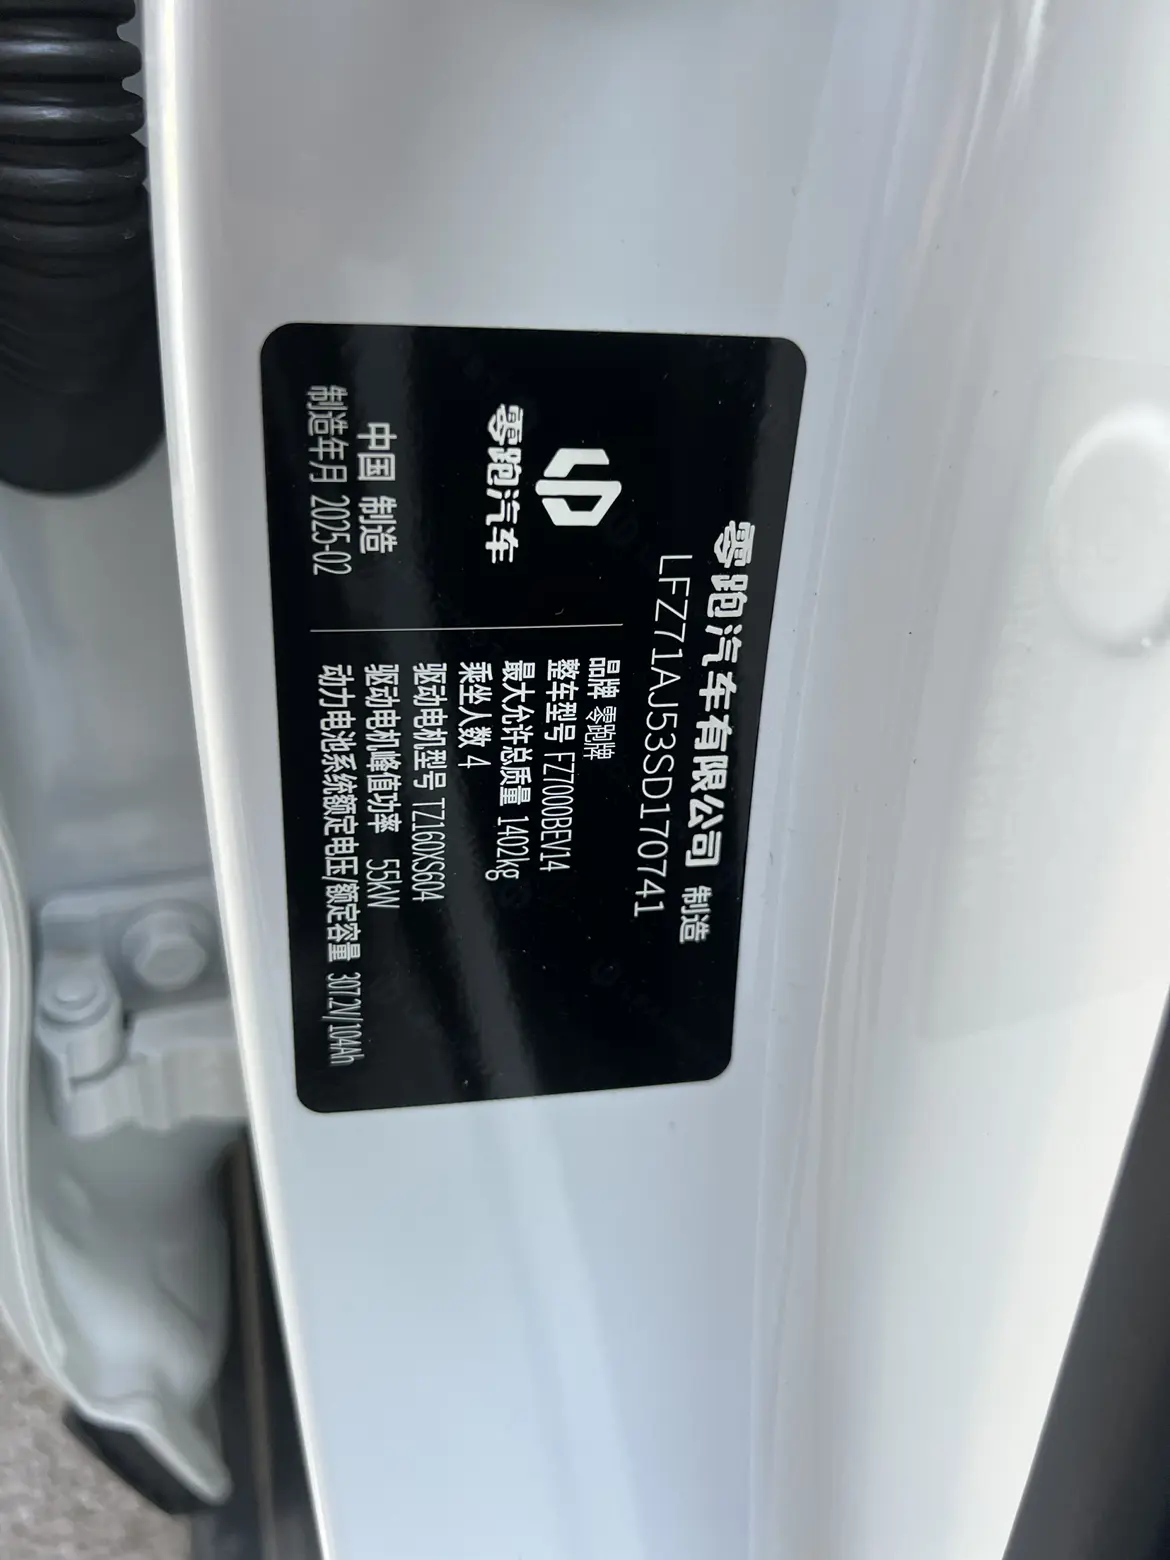 零跑汽车有限公司 制造
LFZ71AJ53SD170741
零跑汽车
中国 制造
制造年月 2025-02
品牌 零跑牌
整车型号 FZ7000BEV14
最大允许总质量 1402kg
乘坐人数 4
驱动电机型号 TZ160XS604
驱动电机峰值功率 55kW
动力电池系统额定电压/额定容量 307.2V/104Ah